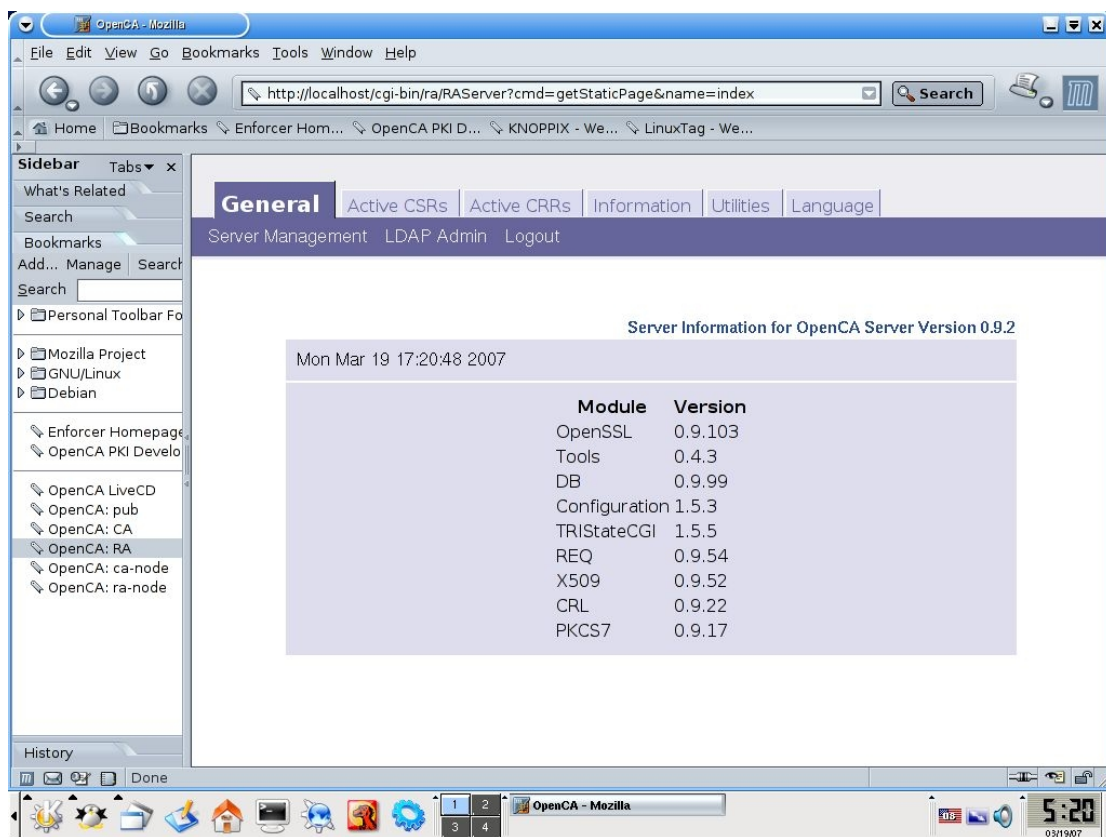 OpenCA - Mozilla
File Edit View Go Bookmarks Tools Window Help
http://localhost/cgi-bin/ra/RAServer?cmd=getStaticPage&name=index
Search
Home Bookmarks Enforcer Hom... OpenCA PKI D... KNOPPIX - We... LinuxTag - We...
Sidebar Tabs x
What's Related
Search
Bookmarks
Add... Manage Search
Search
Personal Toolbar Fo
Mozilla Project
GNU/Linux
Debian
Enforcer Homepage
OpenCA PKI Develo
OpenCA LiveCD
OpenCA: pub
OpenCA: CA
OpenCA: RA
OpenCA: ca-node
OpenCA: ra-node
History
General Active CSRs Active CRRs Information Utilities Language
Server Management LDAP Admin Logout
Server Information for OpenCA Server Version 0.9.2
Mon Mar 19 17:20:48 2007
Module Version
OpenSSL 0.9.103
Tools 0.4.3
DB 0.9.99
Configuration 1.5.3
TRIStateCGI 1.5.5
REQ 0.9.54
X509 0.9.52
CRL 0.9.22
PKCS7 0.9.17
Done
1 2
3 4
OpenCA - Mozilla
us
5:20
03/19/07